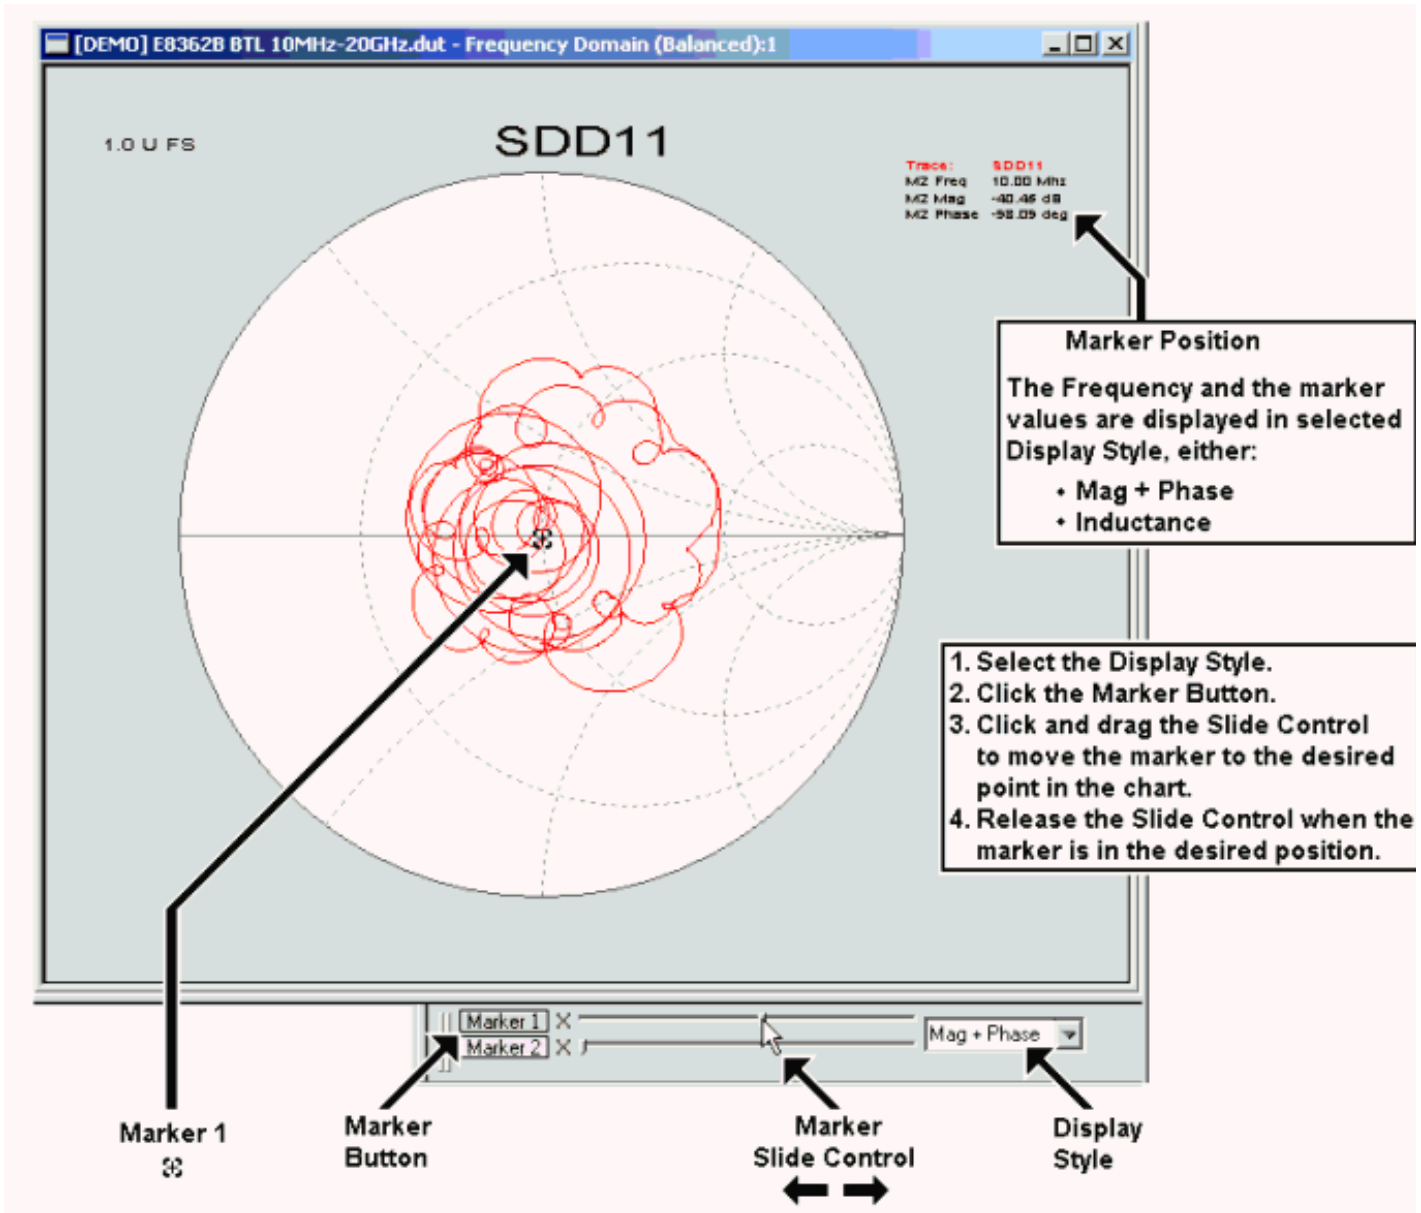 [DEMO] E8362B BTL 10MHz-20GHz.dut - Frequency Domain (Balanced):1
1.0 U FS
SDD11
Trace: SDD11
M2 Freq 10.00 Mhz
M2 Mag -40.46 dB
M2 Phase -98.09 deg
Marker Position
The Frequency and the marker
values are displayed in selected
Display Style, either:
• Mag + Phase
• Inductance
1. Select the Display Style.
2. Click the Marker Button.
3. Click and drag the Slide Control
to move the marker to the desired
point in the chart.
4. Release the Slide Control when the
marker is in the desired position.
Marker 1
Marker 2
Mag + Phase
Marker 1
Marker
Button
Marker
Slide Control
Display
Style